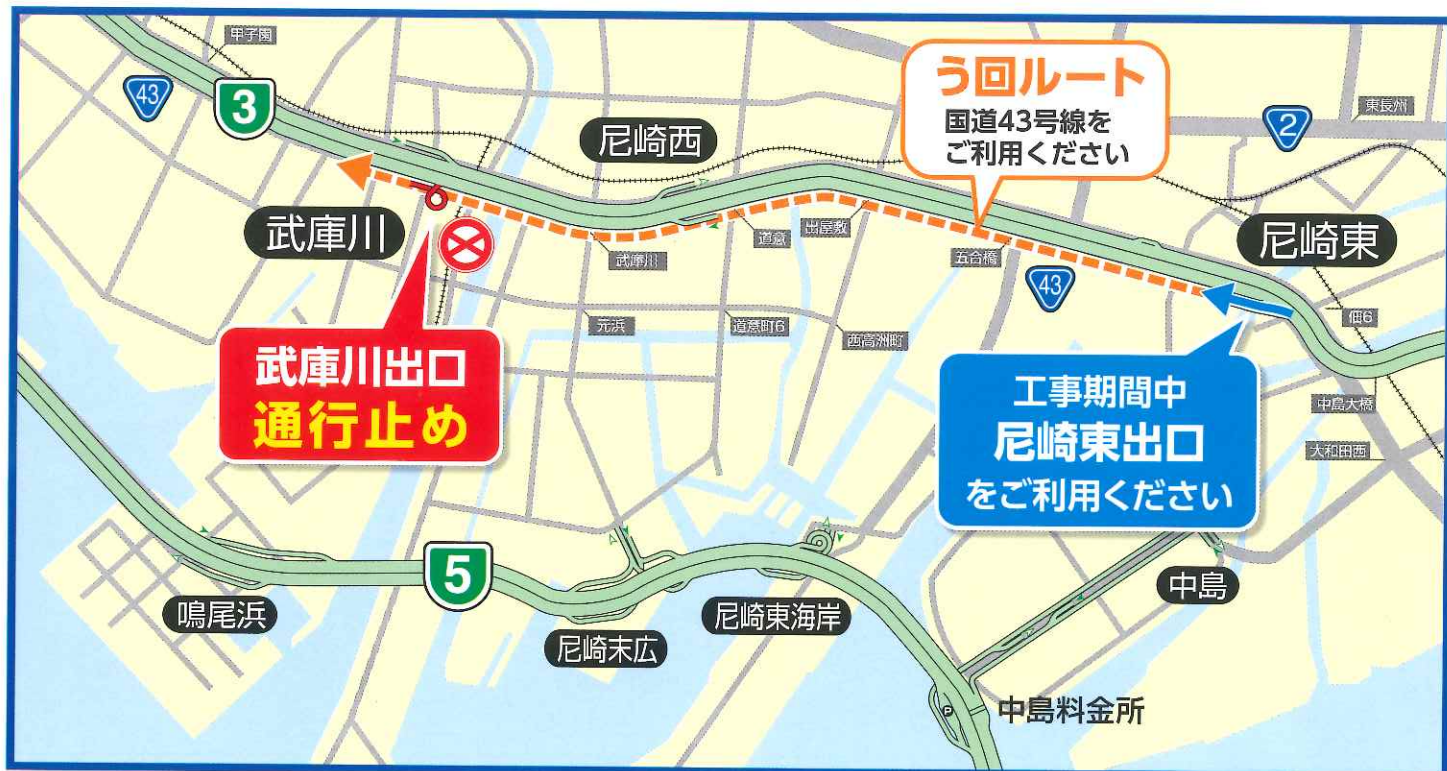 甲子園
43
3
尼崎西
う回ルート
国道43号線を
ご利用ください
2
東長州
武庫川
武庫川
道意
出屋敷
五合橋
43
尼崎東
佃6
元浜
道意町6
西高洲町
武庫川出口
通行止め
工事期間中
尼崎東出口
をご利用ください
中島大橋
大和田西
5
鳴尾浜
尼崎末広
尼崎東海岸
中島
P
中島料金所